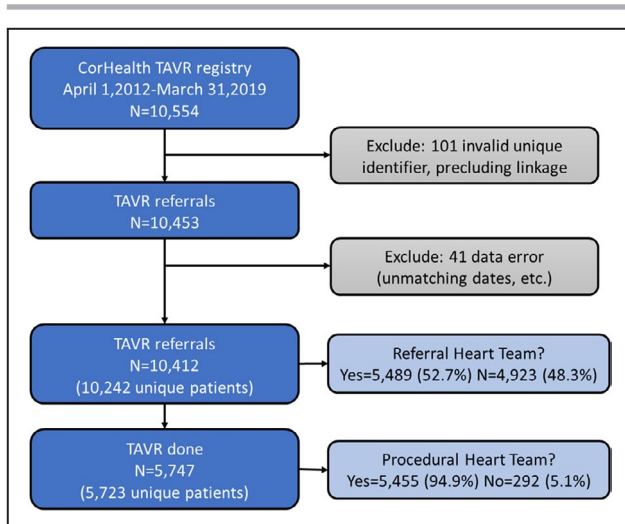 CorHealth TAVR registry
April 1,2012-March 31,2019
N=10,554
Exclude: 101 invalid unique
identifier, precluding linkage
TAVR referrals
N=10,453
Exclude: 41 data error
(unmatching dates, etc.)
TAVR referrals
N=10,412
(10,242 unique patients)
Referral Heart Team?
Yes=5,489 (52.7%) N=4,923 (48.3%)
TAVR done
N=5,747
(5,723 unique patients)
Procedural Heart Team?
Yes=5,455 (94.9%) No=292 (5.1%)